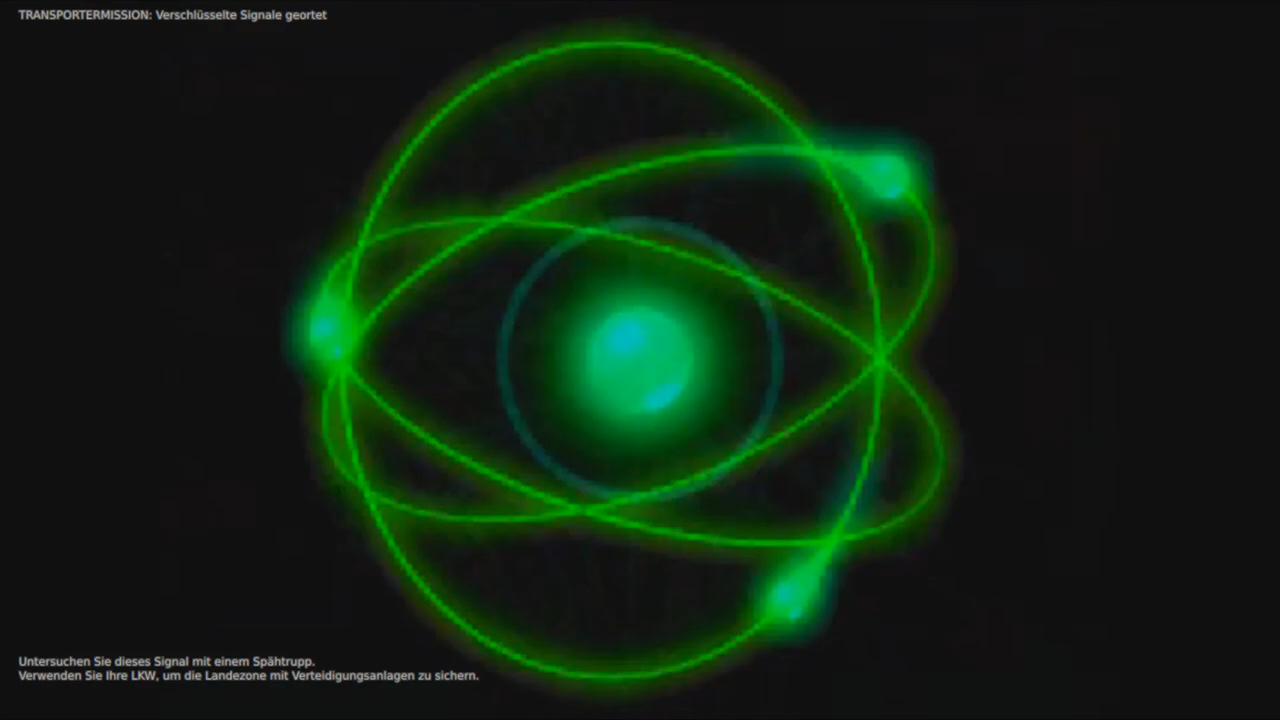 TRANSPORTERMISSION: Verschlüsselte Signale geortet
Untersuchen Sie dieses Signal mit einem Spähtrupp.
Verwenden Sie Ihre LKW, um die Landezone mit Verteidigungsanlagen zu sichern.